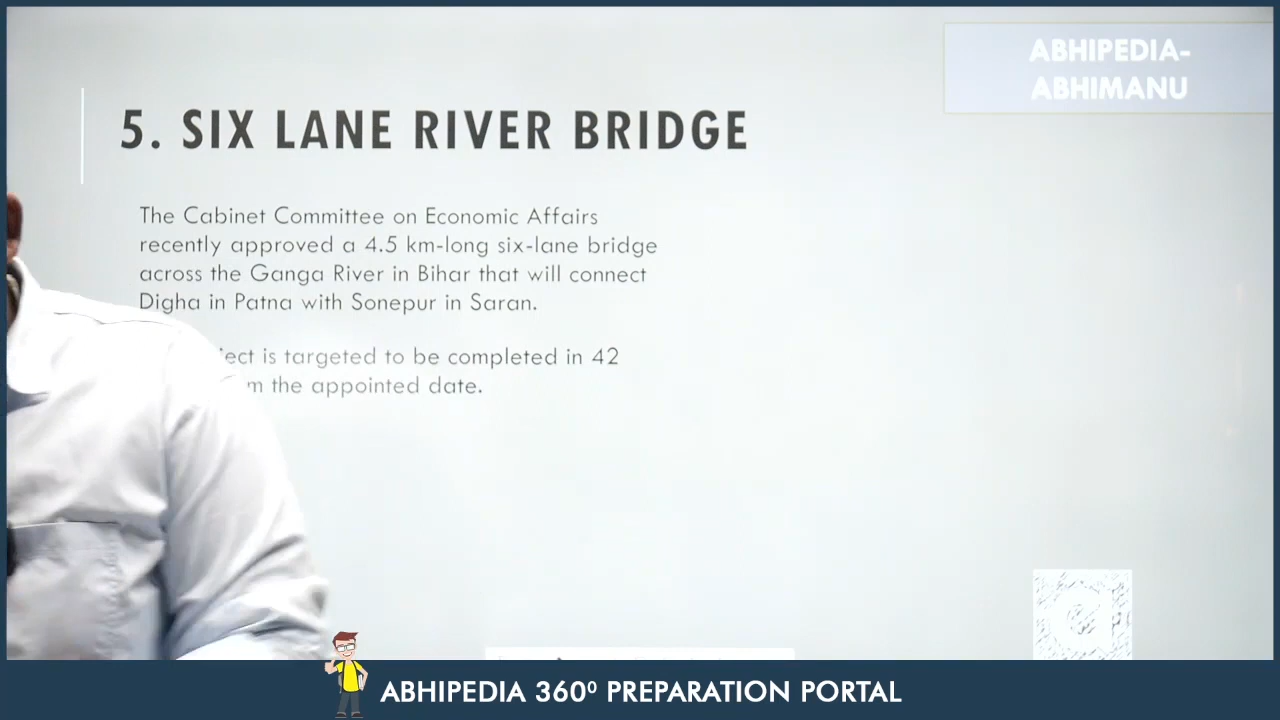 ABHIPEDIA-
ABHIMANU
5. SIX LANE RIVER BRIDGE
The Cabinet Committee on Economic Affairs
recently approved a 4.5 km-long six-lane bridge
across the Ganga River in Bihar that will connect
Digha in Patna with Sonepur in Saran.
is targeted to be completed in 42
the appointed date.
ABHIPEDIA 360⁰ PREPARATION PORTAL